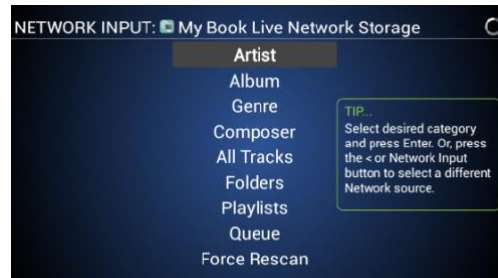 NETWORK INPUT: My Book Live Network Storage
Artist
Album
Genre
Composer
All Tracks
Folders
Playlists
Queue
Force Rescan
TIP...
Select desired category
and press Enter. Or, press
the < or Network Input
button to select a different
Network source.